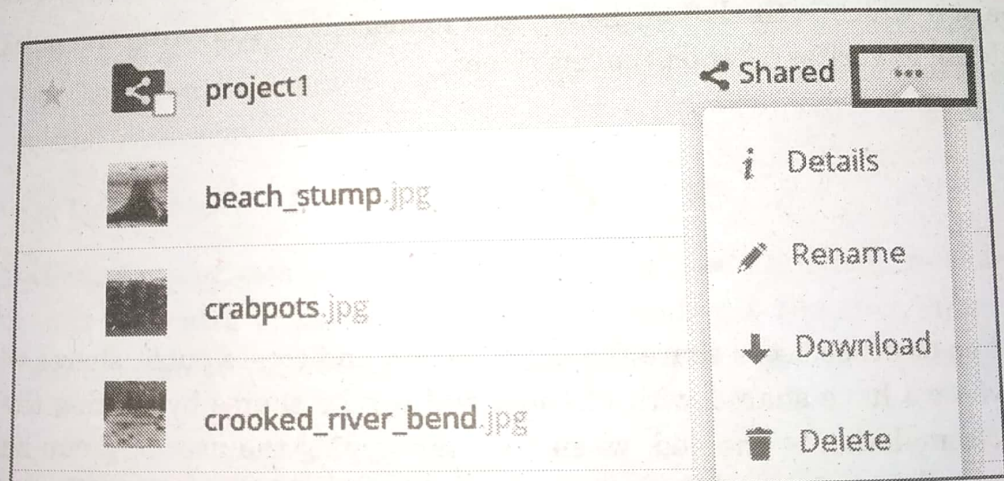 project1
Shared
...
beach_stump.jpg
crabpots.jpg
crooked_river_bend.jpg
Details
Rename
Download
Delete